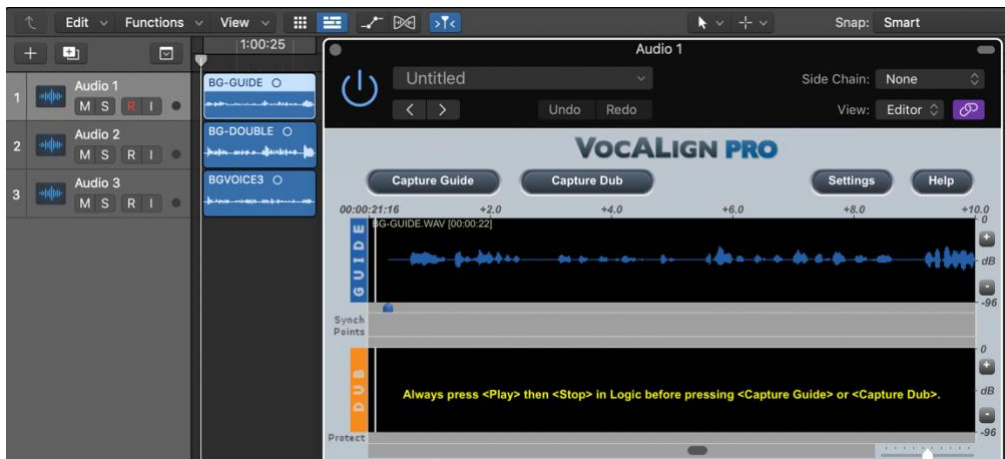 Edit Functions View Snap: Smart
1:00:25
Audio 1
Untitled Side Chain: None
Undo Redo View: Editor
1 Audio 1 BG-GUIDE
M S R I
2 Audio 2 BG-DOUBLE
M S R I
3 Audio 3 BGVOICE3
M S R I
VOCALIGN PRO
Capture Guide Capture Dub Settings Help
00:00:21:16 +2.0 +4.0 +6.0 +8.0 +10.0
BG-GUIDE.WAV [00:00:22] 0
GUIDE
dB
-96
Synch
Points
0
DUB
Always press <Play> then <Stop> in Logic before pressing <Capture Guide> or <Capture Dub>.
dB
-96
Protect